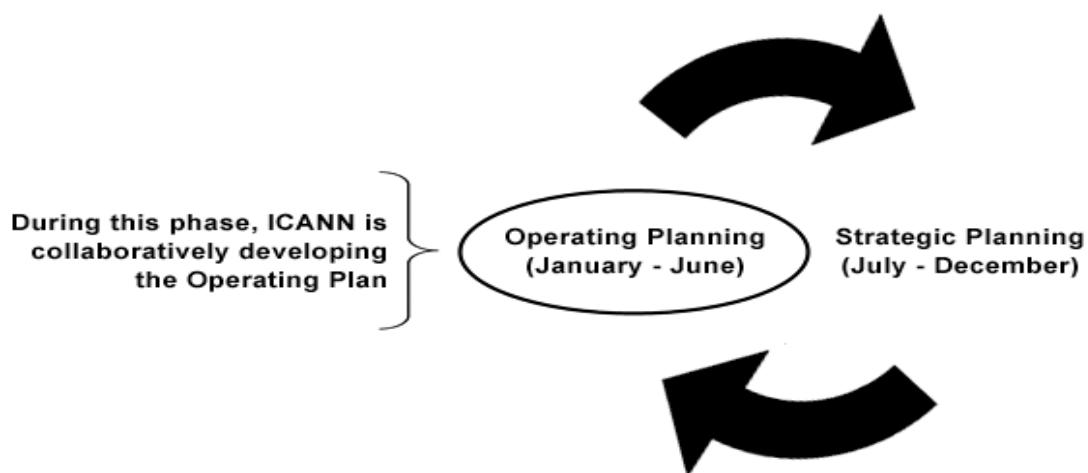 During this phase, ICANN is
collaboratively developing
the Operating Plan
Operating Planning
(January - June)
Strategic Planning
(July - December)